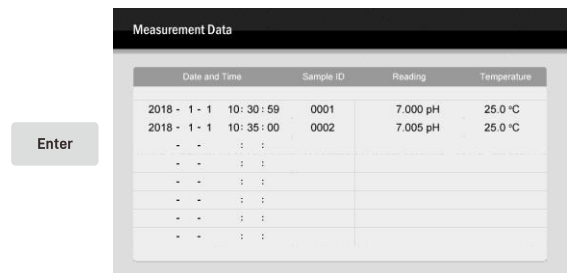 Measurement Data
Date and Time Sample ID Reading Temperature
2018 - 1 - 1 10: 30 : 59 0001 7.000 pH 25.0 °C
2018 - 1 - 1 10: 35 : 00 0002 7.005 pH 25.0 °C
Enter
- - : :
- - : :
- - : :
- - : :
- - : :
- - : :